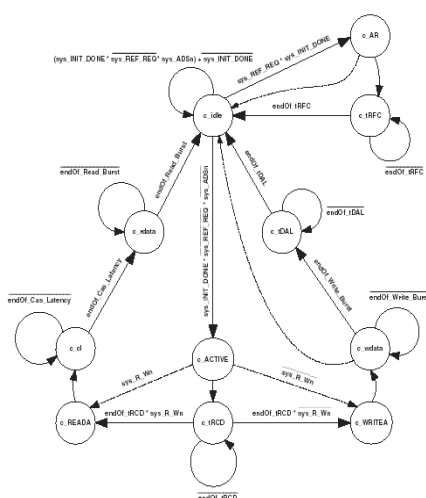 c_AR
(sys_INIT_DONE * sys_REF_REQ* sys_ADSn) + sys_INIT_DONE
sys_REF_REQ * sys_INIT_DONE
c_idle
endOf_tRFC
c_tRFC
endOf_tRFC
endOf_Read_Burst
endOf_Read_Burst
endOf_tDAL
endOf_tDAL
c_rdata
sys_INIT_DONE * sys_REF_REQ * sys_ADSn
c_tDAL
endOf_Cas_Latency
endOf_Write_Burst
endOf_Cas_Latency
endOf_Write_Burst
c_cl
c_wdata
c_ACTIVE
sys_R_Wn
sys_R_Wn
c_READA
endOf_tRCD * sys_R_Wn
c_tRCD
endOf_tRCD * sys_R_Wn
c_WRITEA
endOf_tRCD